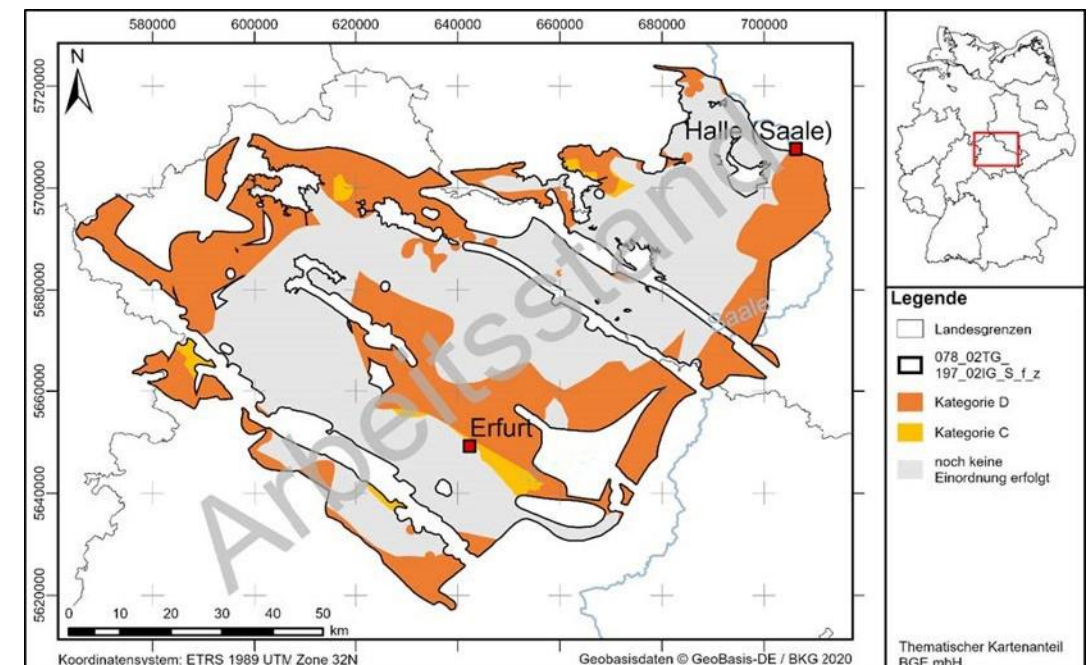 580000 600000 620000 640000 660000 680000 700000
N
5720000
5700000
5680000
5660000
5640000
5620000
Halle (Saale)
Saale
Erfurt
Arbeitsstand
0 10 20 30 40 50
km
Koordinatensystem: ETRS 1989 UTM Zone 32N
Geobasisdaten © GeoBasis-DE / BKG 2020
Legende
Landesgrenzen
078_02TG_
197_02IG_S_f_z
Kategorie D
Kategorie C
noch keine
Einordnung erfolgt
Thematischer Kartenanteil
BGE mbH